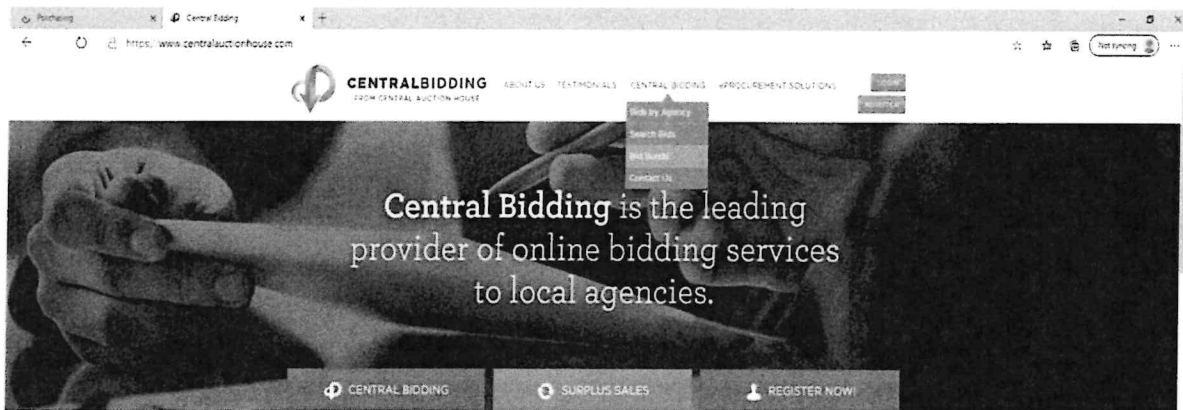 Purchasing
Central Bidding
https://www.centralauctionhouse.com
Not syncing
CENTRALBIDDING
FROM CENTRAL AUCTION HOUSE
ABOUT US TESTIMONIALS CENTRAL BIDDING ePROCUREMENT SOLUTIONS
LOGIN
REGISTER
Bids by Agency
Search Bids
Bid Bonds
Contact Us
Central Bidding is the leading
provider of online bidding services
to local agencies.
CENTRAL BIDDING
SURPLUS SALES
REGISTER NOW!